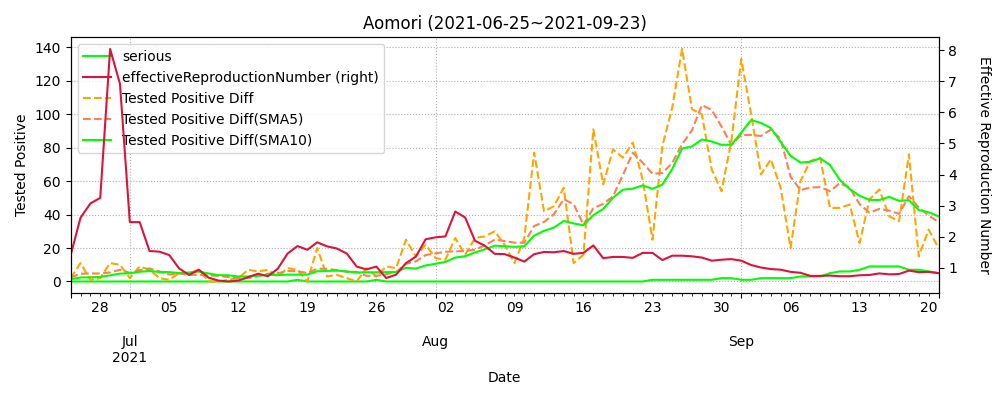 Aomori (2021-06-25~2021-09-23)
serious
effectiveReproductionNumber (right)
Tested Positive Diff
Tested Positive Diff(SMA5)
Tested Positive Diff(SMA10)
Tested Positive
140
120
100
80
60
40
20
0
8
7
6
5
4
3
2
1
Effective Reproduction Number
28 05 12 19 26 02 09 16 23 30 06 13 20
Jul Aug Sep
2021
Date